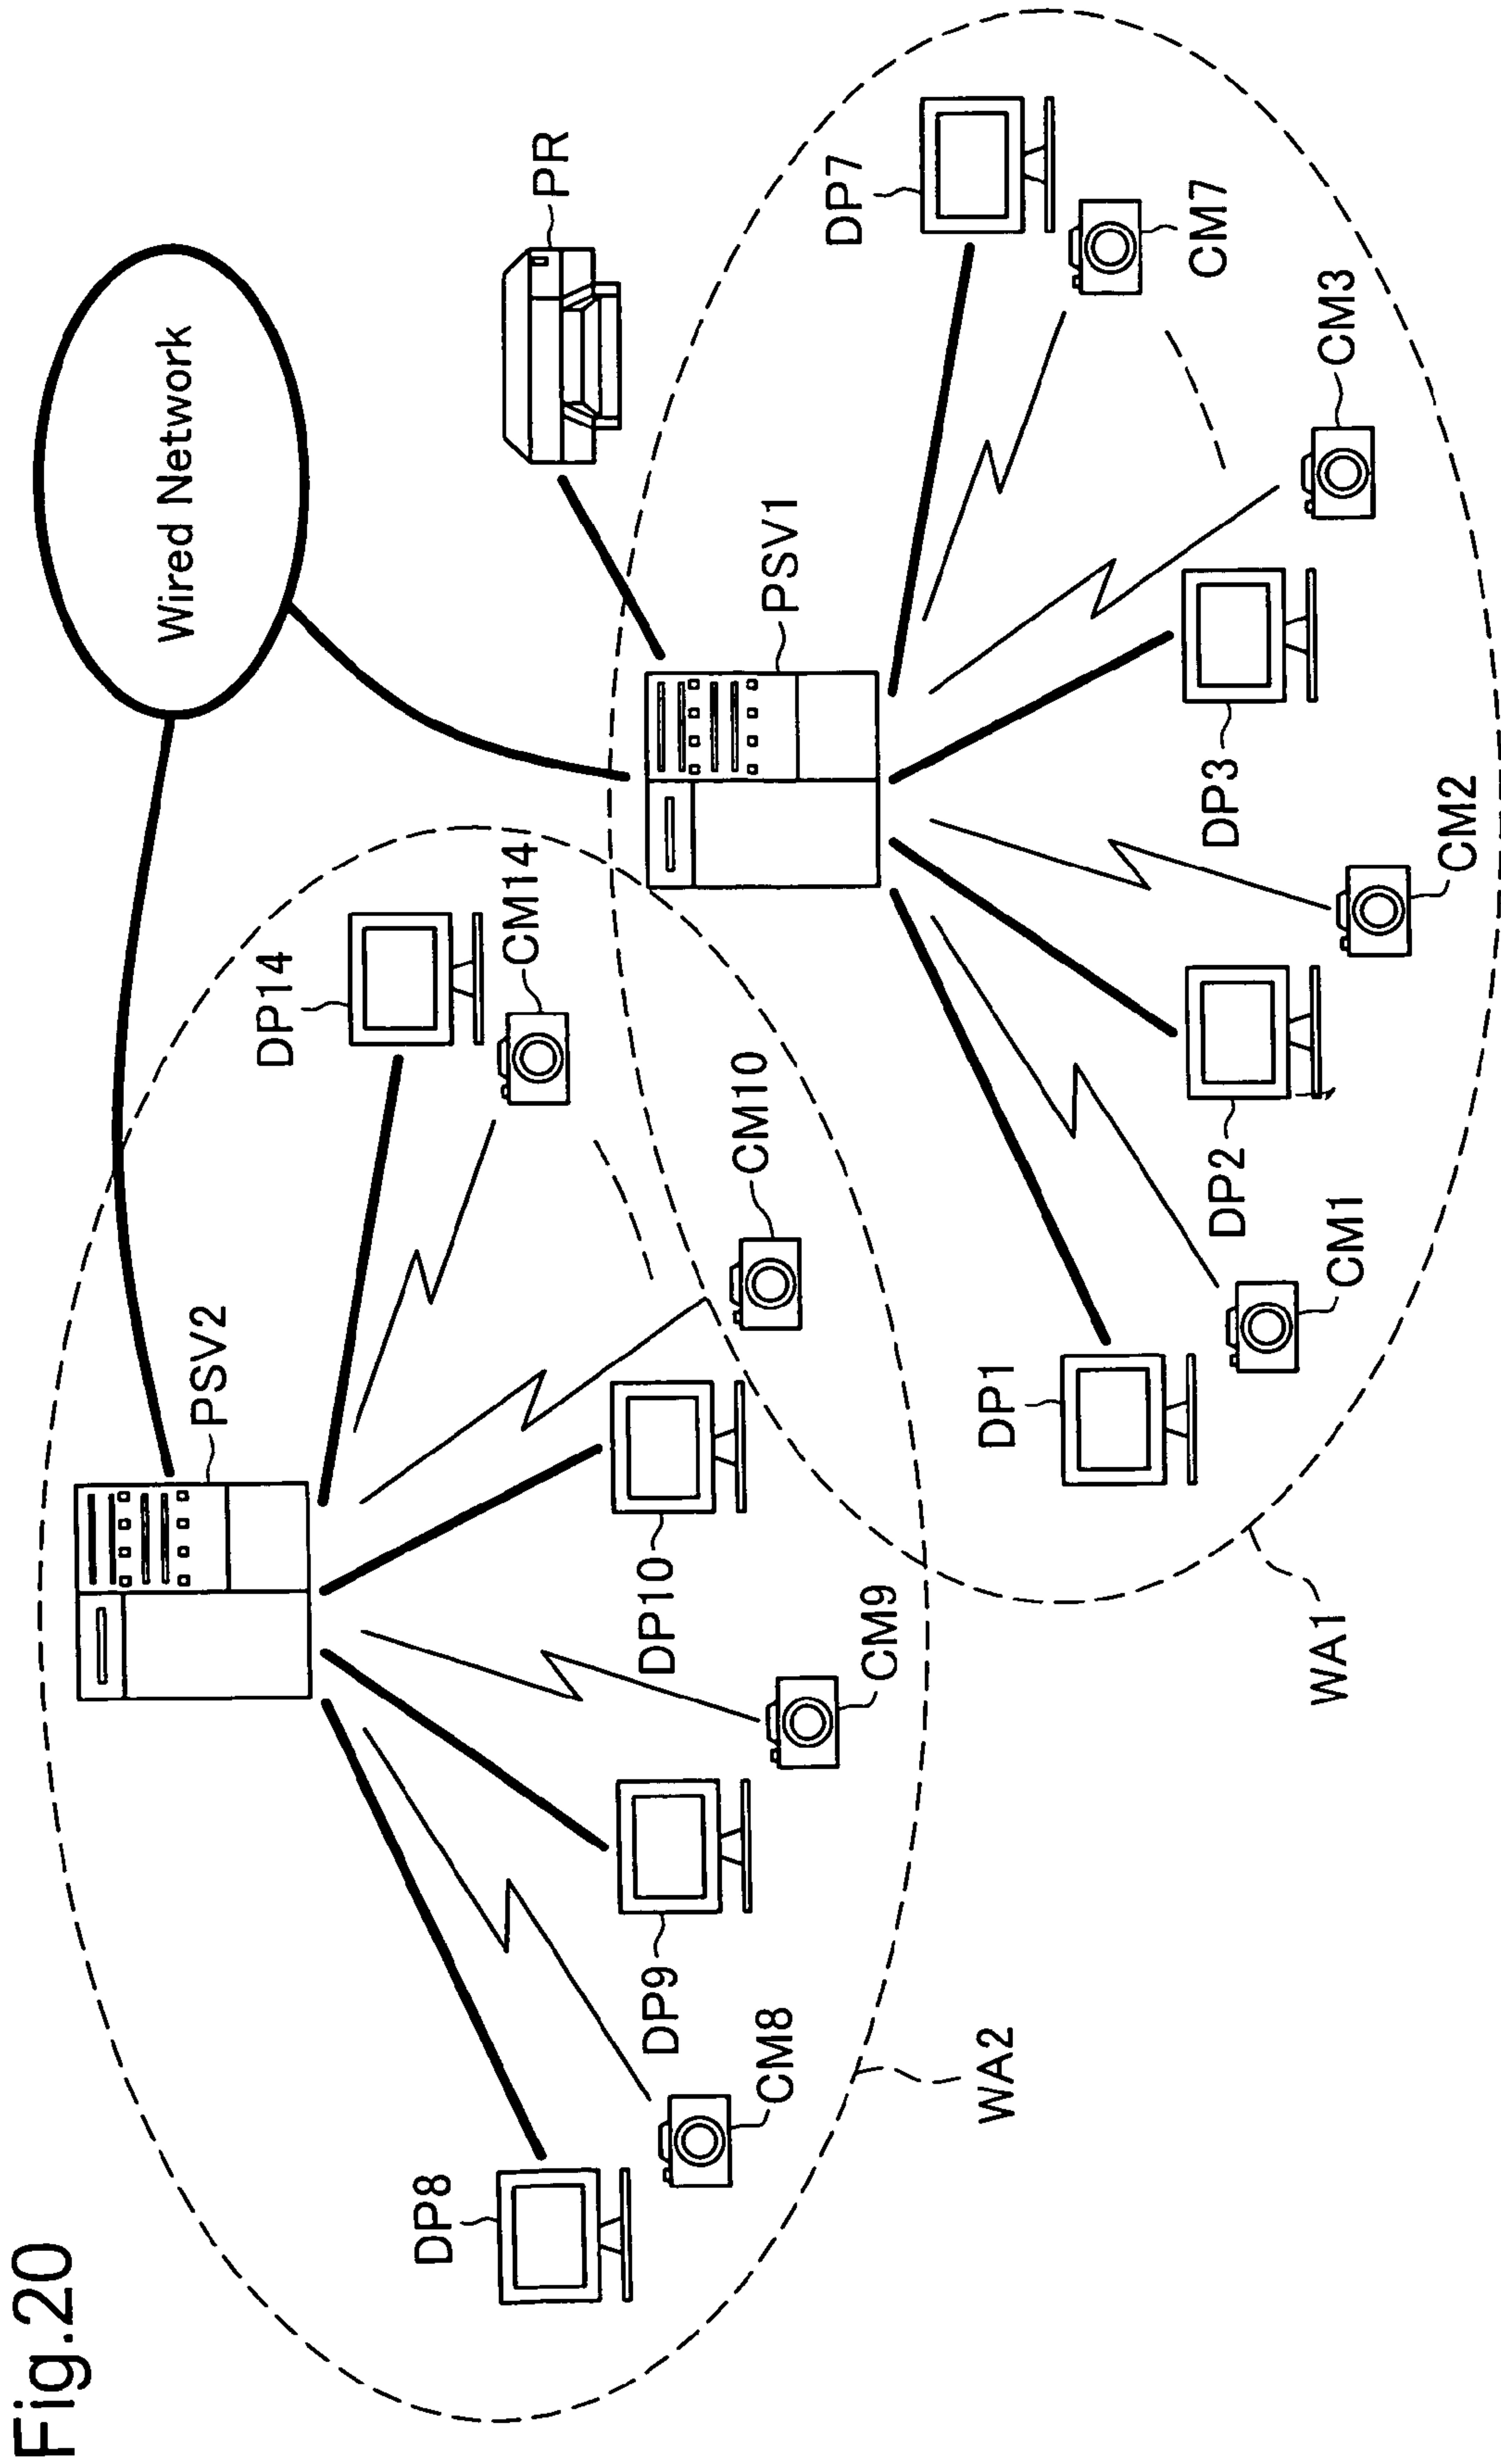 Fig.20
Wired Network
PR
PSV2
PSV1
DP14
CM14
DP8
CM8
DP9
CM9
DP10
CM10
WA2
DP7
CM7
DP1
CM1
DP2
CM2
DP3
CM3
WA1